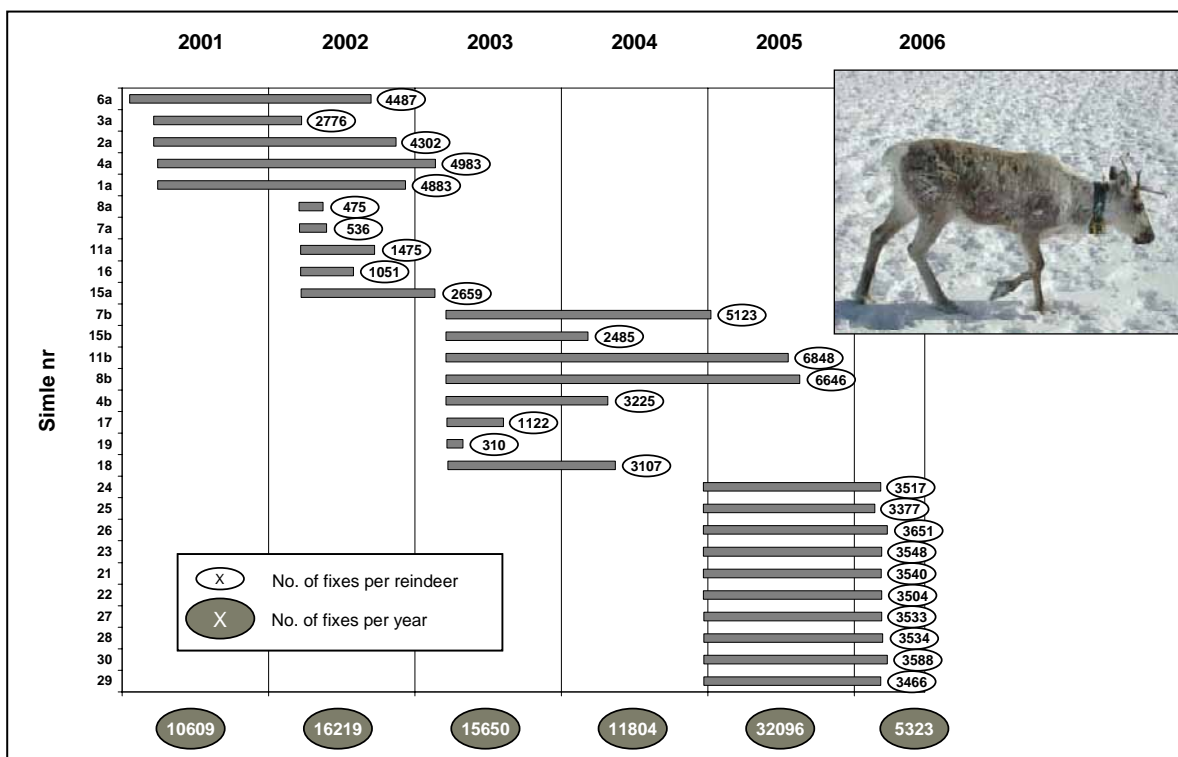 2001 2002 2003 2004 2005 2006
Simle nr
6a 4487
3a 2776
2a 4302
4a 4983
1a 4883
8a 475
7a 536
11a 1475
16 1051
15a 2659
7b 5123
15b 2485
11b 6848
8b 6646
4b 3225
17 1122
19 310
18 3107
24 3517
25 3377
26 3651
23 3548
21 3540
22 3504
27 3533
28 3534
30 3588
29 3466
X No. of fixes per reindeer
X No. of fixes per year
10609 16219 15650 11804 32096 5323